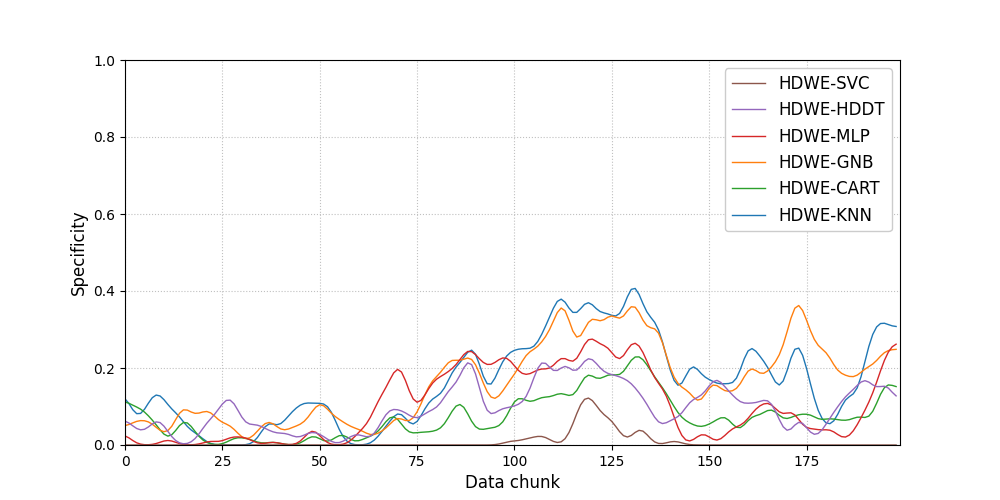 1.0
0.8
0.6
0.4
0.2
0.0
Specificity
0 25 50 75 100 125 150 175
Data chunk
HDWE-SVC
HDWE-HDDT
HDWE-MLP
HDWE-GNB
HDWE-CART
HDWE-KNN